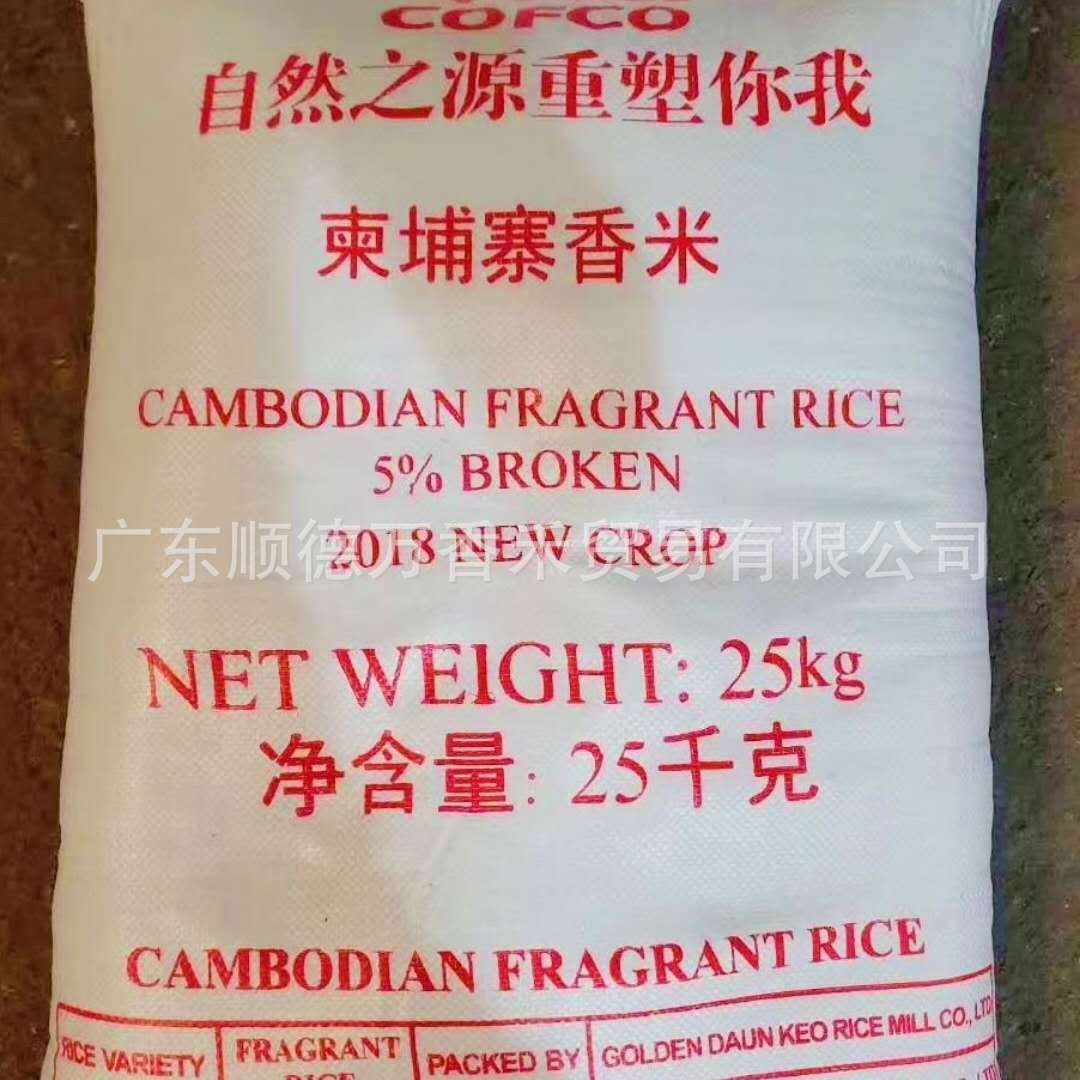 COFCO
自然之源重塑你我
柬埔寨香米
CAMBODIAN FRAGRANT RICE
5% BROKEN
2018 NEW CROP
广东顺德万香禾贸易有限公司
NET WEIGHT: 25kg
净含量: 25千克
CAMBODIAN FRAGRANT RICE
RICE VARIETY
FRAGRANT
RICE
PACKED BY
GOLDEN DAUN KEO RICE MILL CO., LTD